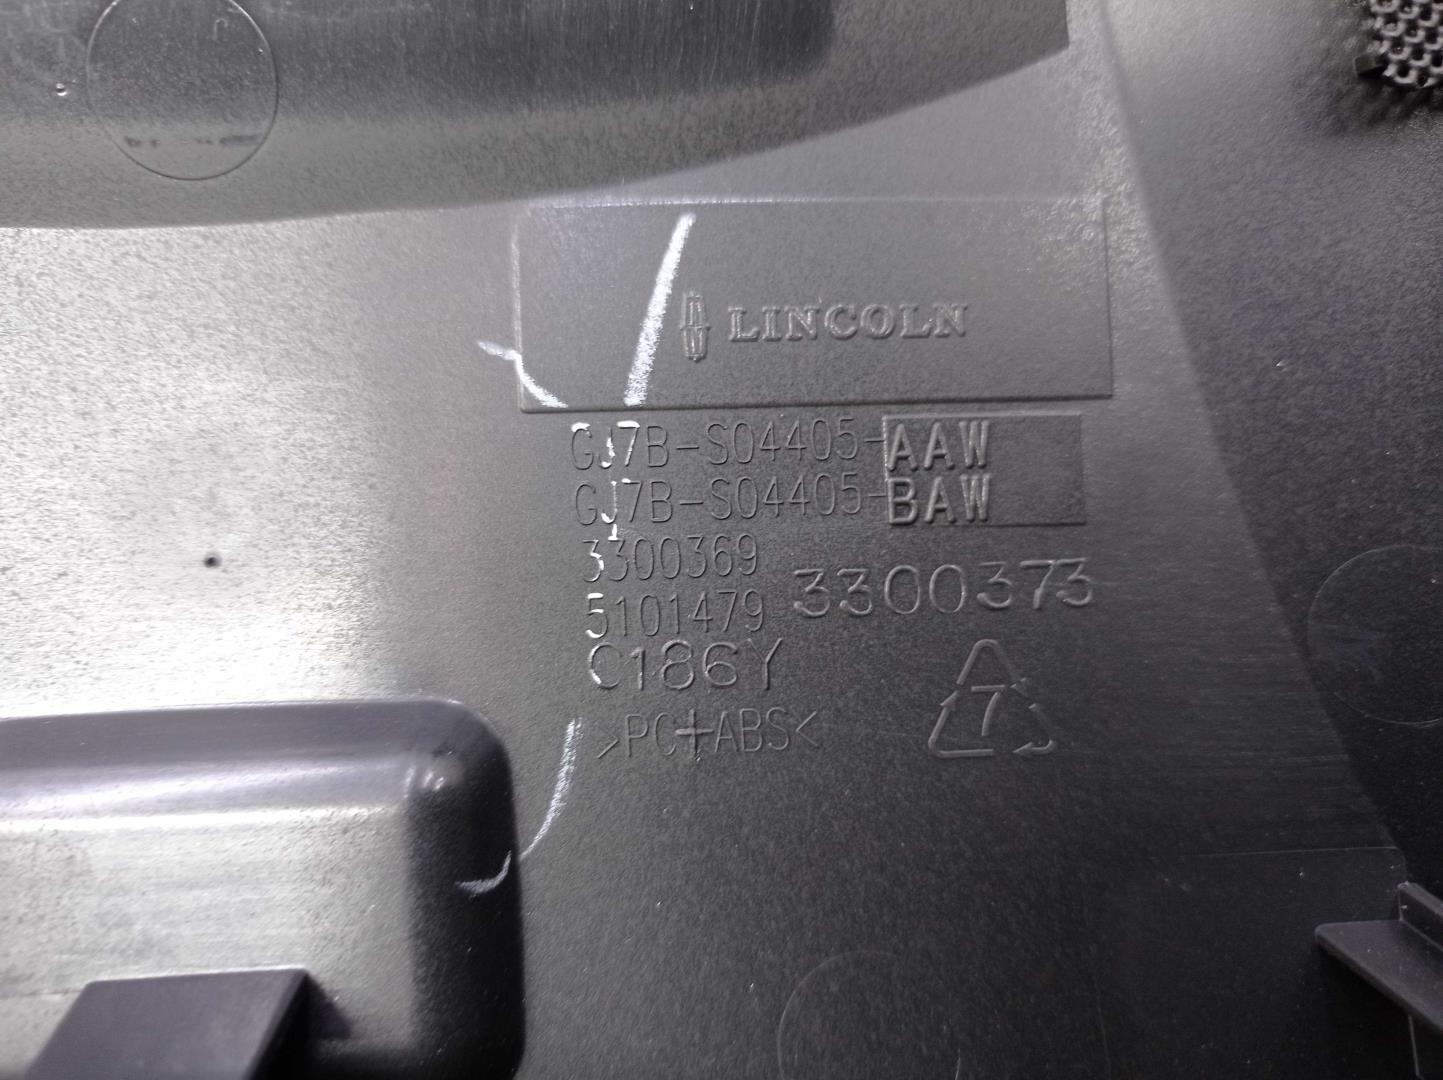 LINCOLN
GJ7B-S04405-AAW
GJ7B-S04405-BAW
3300369
5101479 3300373
C186Y
7
>PC+ABS<